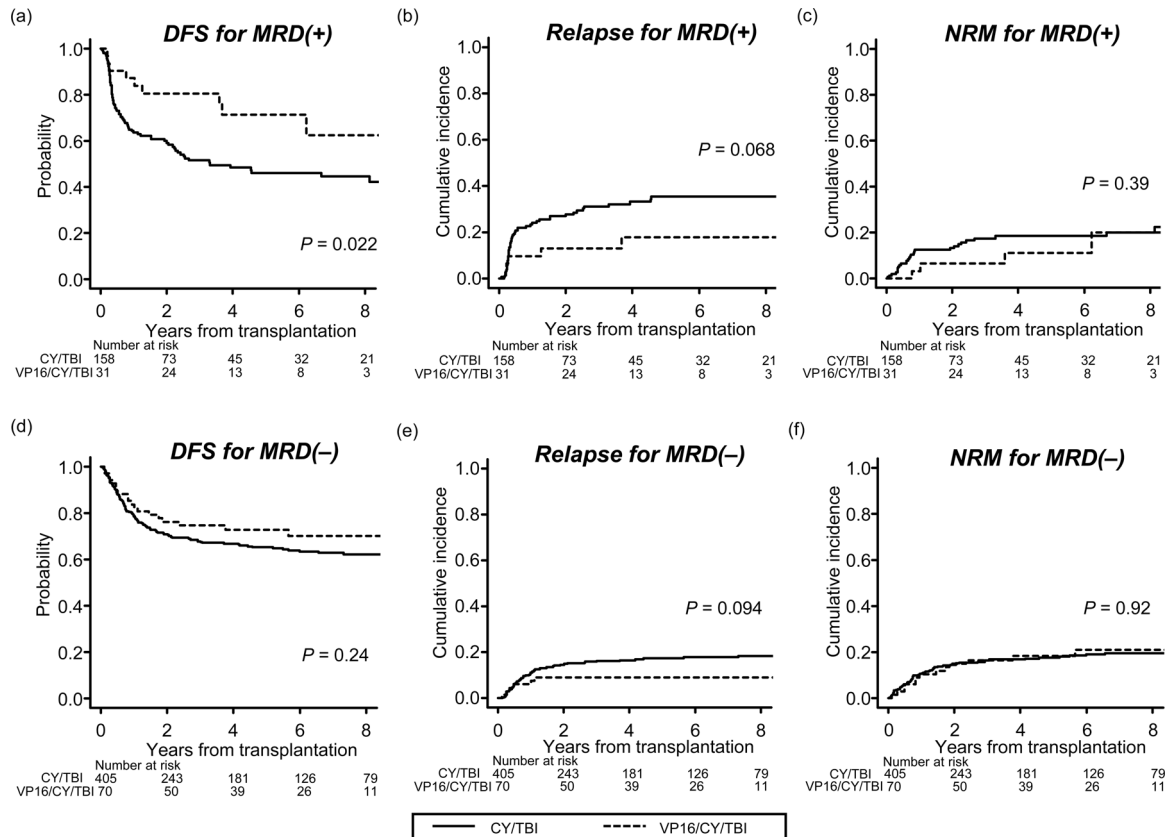 (a)
DFS for MRD(+)
1.0
0.8
0.6
0.4
0.2
0.0
Probability
P = 0.022
0 2 4 6 8
Years from transplantation
Number at risk
CY/TBI 158 73 45 32 21
VP16/CY/TBI 31 24 13 8 3
(b)
Relapse for MRD(+)
1.0
0.8
0.6
0.4
0.2
0.0
Cumulative incidence
P = 0.068
0 2 4 6 8
Years from transplantation
Number at risk
CY/TBI 158 73 45 32 21
VP16/CY/TBI 31 24 13 8 3
(c)
NRM for MRD(+)
1.0
0.8
0.6
0.4
0.2
0.0
Cumulative incidence
P = 0.39
0 2 4 6 8
Years from transplantation
Number at risk
CY/TBI 158 73 45 32 21
VP16/CY/TBI 31 24 13 8 3
(d)
DFS for MRD(–)
1.0
0.8
0.6
0.4
0.2
0.0
Probability
P = 0.24
0 2 4 6 8
Years from transplantation
Number at risk
CY/TBI 405 243 181 126 79
VP16/CY/TBI 70 50 39 26 11
(e)
Relapse for MRD(–)
1.0
0.8
0.6
0.4
0.2
0.0
Cumulative incidence
P = 0.094
0 2 4 6 8
Years from transplantation
Number at risk
CY/TBI 405 243 181 126 79
VP16/CY/TBI 70 50 39 26 11
(f)
NRM for MRD(–)
1.0
0.8
0.6
0.4
0.2
0.0
Cumulative incidence
P = 0.92
0 2 4 6 8
Years from transplantation
Number at risk
CY/TBI 405 243 181 126 79
VP16/CY/TBI 70 50 39 26 11
CY/TBI VP16/CY/TBI